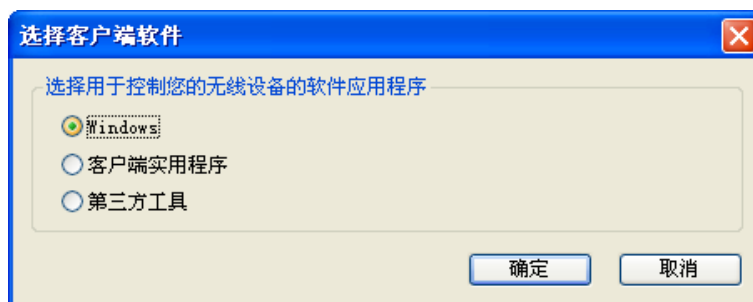 选择客户端软件
选择用于控制您的无线设备的软件应用程序
Windows
客户端实用程序
第三方工具
确定
取消